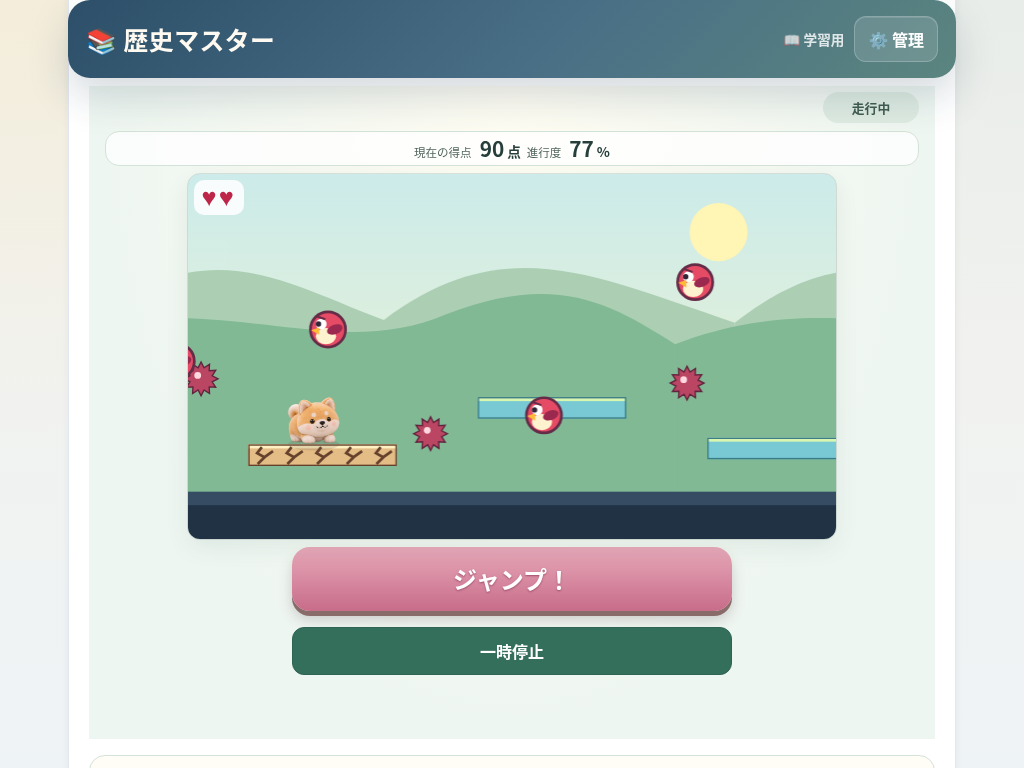 📚 歴史マスター
📖 学習用
⚙️ 管理
走行中
現在の得点 90 点 進行度 77 %
♥♥
ジャンプ！
一時停止